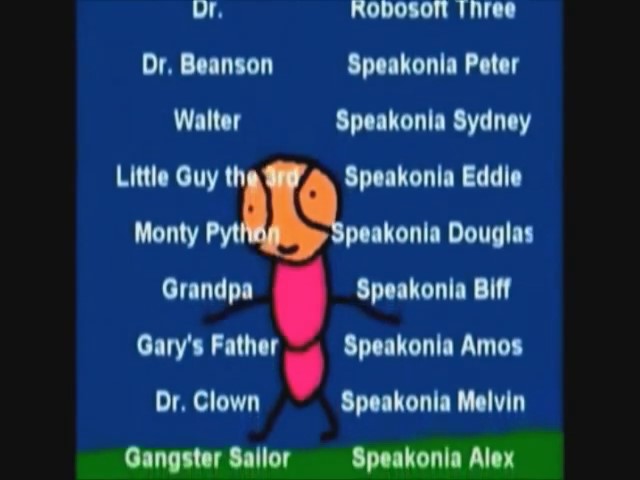 Dr. Robosoft Three
Dr. Beanson Speakonia Peter
Walter Speakonia Sydney
Little Guy the 3rd Speakonia Eddie
Monty Python Speakonia Douglas
Grandpa Speakonia Biff
Gary's Father Speakonia Amos
Dr. Clown Speakonia Melvin
Gangster Sailor Speakonia Alex